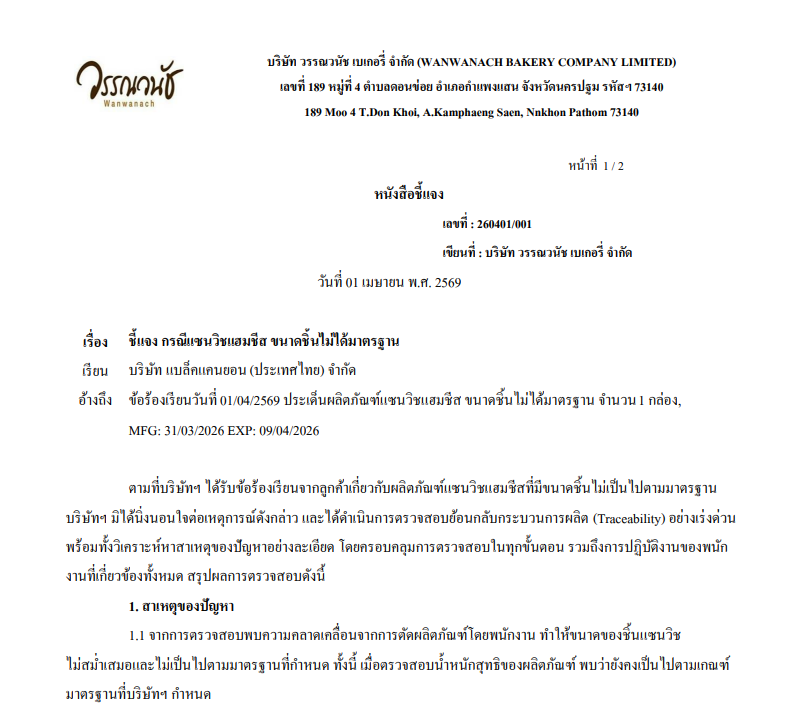 วรรณวนัช
Wanwanach
บริษัท วรรณวนัช เบเกอรี่ จำกัด (WANWANACH BAKERY COMPANY LIMITED)
เลขที่ 189 หมู่ที่ 4 ตำบลดอนข่อย อำเภอกำแพงแสน จังหวัดนครปฐม รหัสฯ 73140
189 Moo 4 T.Don Khoi, A.Kamphaeng Saen, Nnkhon Pathom 73140
หน้าที่ 1 / 2
หนังสือชี้แจง
เลขที่ : 260401/001
เขียนที่ : บริษัท วรรณวนัช เบเกอรี่ จำกัด
วันที่ 01 เมษายน พ.ศ. 2569
เรื่อง ชี้แจง กรณีแซนวิชแฮมชีส ขนาดชิ้นไม่ได้มาตรฐาน
เรียน บริษัท แบล็คแคนยอน (ประเทศไทย) จำกัด
อ้างถึง ข้อร้องเรียนวันที่ 01/04/2569 ประเด็นผลิตภัณฑ์แซนวิชแฮมชีส ขนาดชิ้นไม่ได้มาตรฐาน จำนวน 1 กล่อง,
MFG: 31/03/2026 EXP: 09/04/2026
ตามที่บริษัทฯ ได้รับข้อร้องเรียนจากลูกค้าเกี่ยวกับผลิตภัณฑ์แซนวิชแฮมชีสที่มีขนาดชิ้นไม่เป็นไปตามมาตรฐาน
บริษัทฯ มิได้นิ่งนอนใจต่อเหตุการณ์ดังกล่าว และได้ดำเนินการตรวจสอบย้อนกลับกระบวนการผลิต (Traceability) อย่างเร่งด่วน
พร้อมทั้งวิเคราะห์หาสาเหตุของปัญหาอย่างละเอียด โดยครอบคลุมการตรวจสอบในทุกขั้นตอน รวมถึงการปฏิบัติงานของพนัก
งานที่เกี่ยวข้องทั้งหมด สรุปผลการตรวจสอบดังนี้
1. สาเหตุของปัญหา
1.1 จากการตรวจสอบพบความคลาดเคลื่อนจากการตัดผลิตภัณฑ์โดยพนักงาน ทำให้ขนาดของชิ้นแซนวิช
ไม่สม่ำเสมอและไม่เป็นไปตามมาตรฐานที่กำหนด ทั้งนี้ เมื่อตรวจสอบน้ำหนักสุทธิของผลิตภัณฑ์ พบว่ายังคงเป็นไปตามเกณฑ์
มาตรฐานที่บริษัทฯ กำหนด